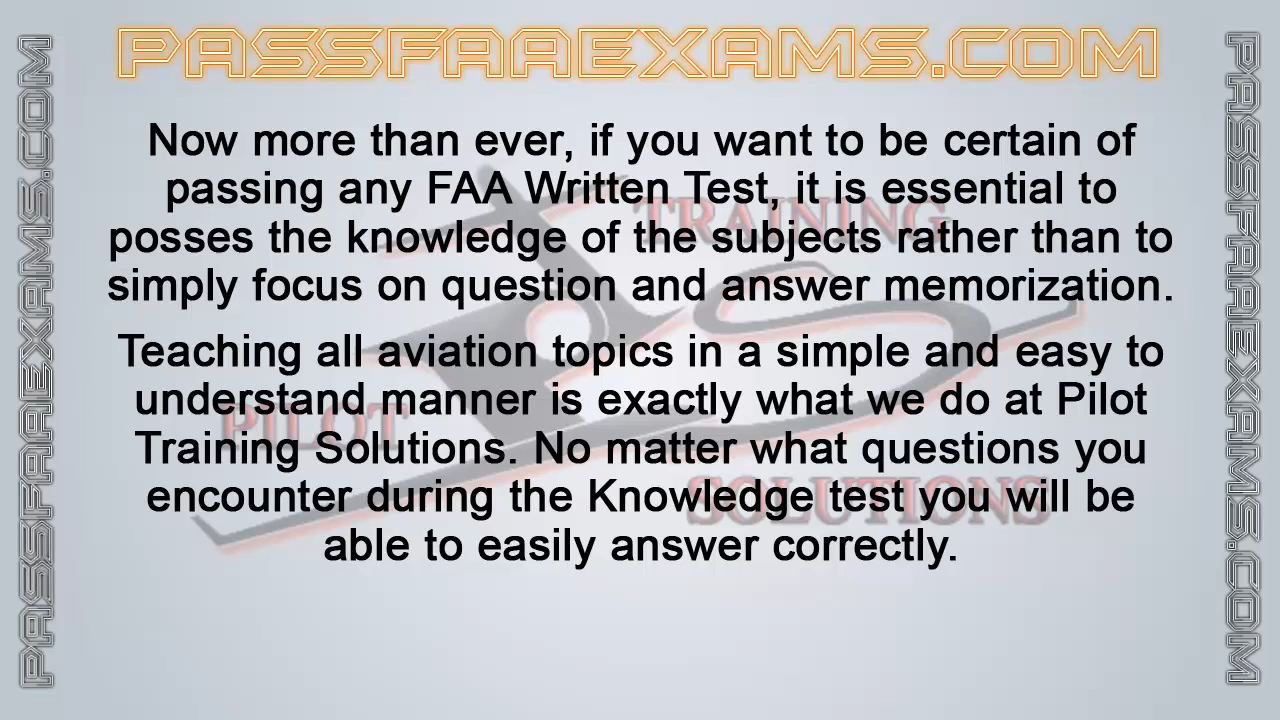 PASSFAAEXAMS.COM
PASSFAAEXAMS.COM
PASSFAAEXAMS.COM
Now more than ever, if you want to be certain of
passing any FAA Written Test, it is essential to
posses the knowledge of the subjects rather than to
simply focus on question and answer memorization.
Teaching all aviation topics in a simple and easy to
understand manner is exactly what we do at Pilot
Training Solutions. No matter what questions you
encounter during the Knowledge test you will be
able to easily answer correctly.
TRAINING
PILOT
SOLUTIONS